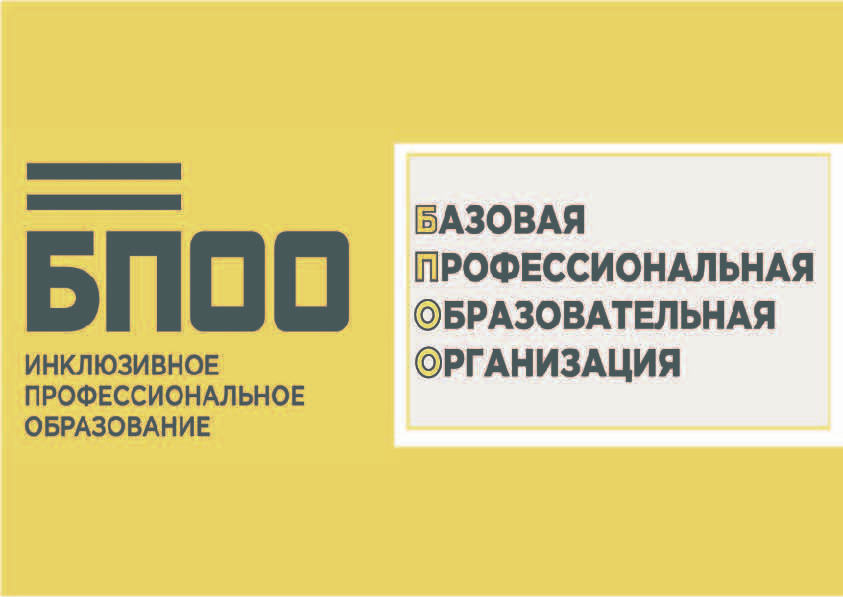 БПОО
ИНКЛЮЗИВНОЕ
ПРОФЕССИОНАЛЬНОЕ
ОБРАЗОВАНИЕ
БАЗОВАЯ
ПРОФЕССИОНАЛЬНАЯ
ОБРАЗОВАТЕЛЬНАЯ
ОРГАНИЗАЦИЯ